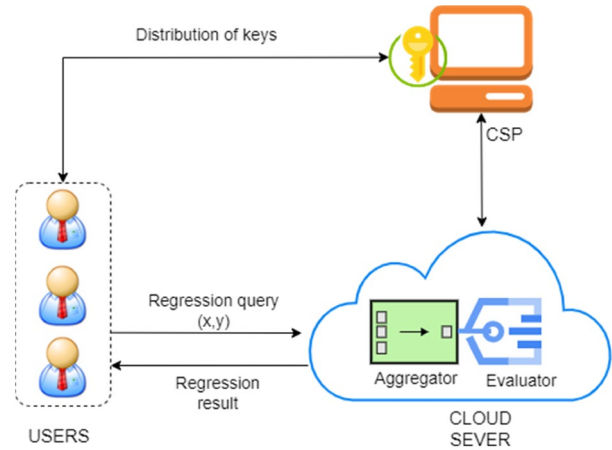 Distribution of keys
CSP
Regression query
(x,y)
Regression
result
Aggregator
Evaluator
USERS
CLOUD
SEVER